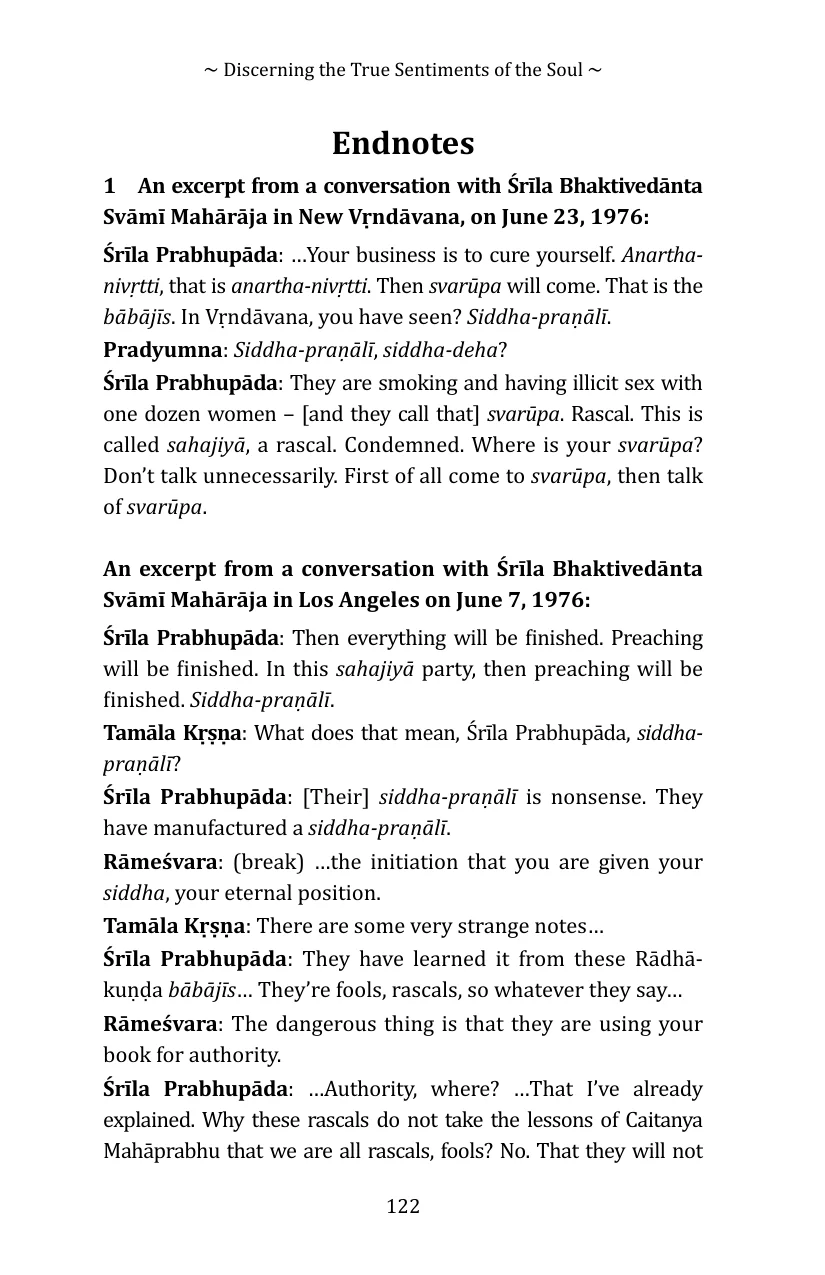 ~ Discerning the True Sentiments of the Soul ~
Endnotes
1 An excerpt from a conversation with Śrīla Bhaktivedānta
Svāmī Mahārāja in New Vṛndāvana, on June 23, 1976:
Śrīla Prabhupāda: …Your business is to cure yourself. Anartha-
nivṛtti, that is anartha-nivṛtti. Then svarūpa will come. That is the
bābājīs. In Vṛndāvana, you have seen? Siddha-praṇālī.
Pradyumna: Siddha-praṇālī, siddha-deha?
Śrīla Prabhupāda: They are smoking and having illicit sex with
one dozen women – [and they call that] svarūpa. Rascal. This is
called sahajiyā, a rascal. Condemned. Where is your svarūpa?
Don’t talk unnecessarily. First of all come to svarūpa, then talk
of svarūpa.
An excerpt from a conversation with Śrīla Bhaktivedānta
Svāmī Mahārāja in Los Angeles on June 7, 1976:
Śrīla Prabhupāda: Then everything will be finished. Preaching
will be finished. In this sahajiyā party, then preaching will be
finished. Siddha-praṇālī.
Tamāla Kṛṣṇa: What does that mean, Śrīla Prabhupāda, siddha-
praṇālī?
Śrīla Prabhupāda: [Their] siddha-praṇālī is nonsense. They
have manufactured a siddha-praṇālī.
Rāmeśvara: (break) …the initiation that you are given your
siddha, your eternal position.
Tamāla Kṛṣṇa: There are some very strange notes…
Śrīla Prabhupāda: They have learned it from these Rādhā-
kuṇḍa bābājīs… They’re fools, rascals, so whatever they say…
Rāmeśvara: The dangerous thing is that they are using your
book for authority.
Śrīla Prabhupāda: …Authority, where? …That I’ve already
explained. Why these rascals do not take the lessons of Caitanya
Mahāprabhu that we are all rascals, fools? No. That they will not
122